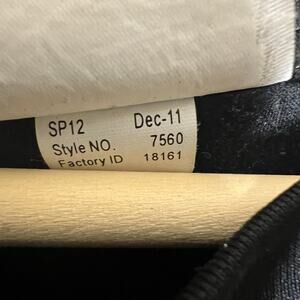 SP12 Dec-11
Style NO. 7560
Factory ID 18161